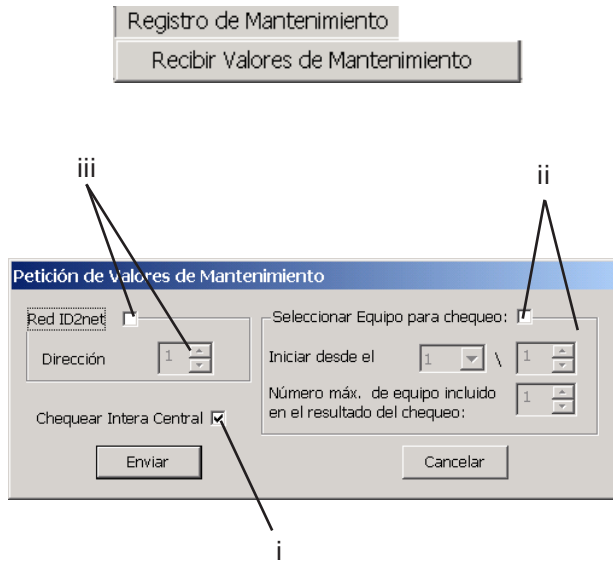 Registro de Mantenimiento
Recibir Valores de Mantenimiento
iii
ii
Petición de Valores de Mantenimiento
Red ID2net
Seleccionar Equipo para chequeo:
Dirección 1
Iniciar desde el 1 \ 1
Número máx. de equipo incluido 1
en el resultado del chequeo:
Chequear Intera Central
Enviar
Cancelar
i